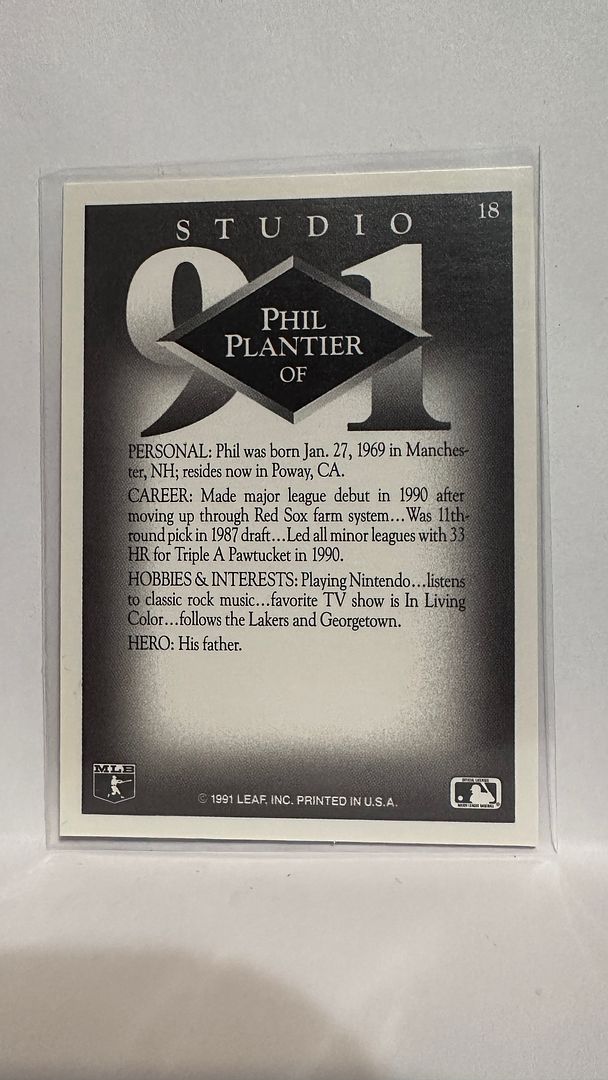 18
STUDIO
91
PHIL
PLANTIER
OF
PERSONAL: Phil was born Jan. 27, 1969 in Manches-
ter, NH; resides now in Poway, CA.
CAREER: Made major league debut in 1990 after
moving up through Red Sox farm system...Was 11th-
round pick in 1987 draft...Led all minor leagues with 33
HR for Triple A Pawtucket in 1990.
HOBBIES & INTERESTS: Playing Nintendo...listens
to classic rock music...favorite TV show is In Living
Color...follows the Lakers and Georgetown.
HERO: His father.
MLB
© 1991 LEAF, INC. PRINTED IN U.S.A.